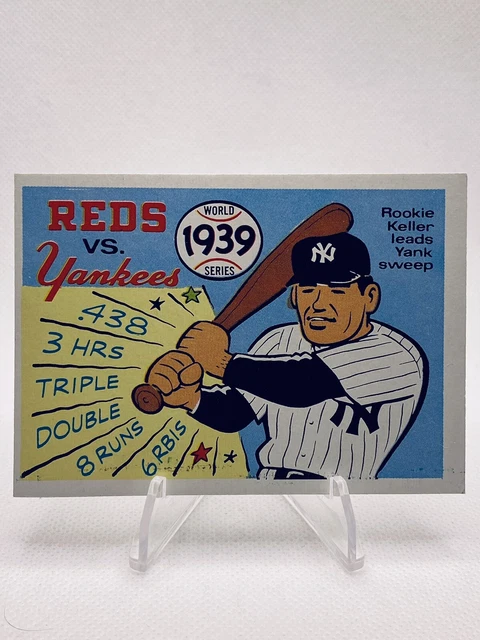 REDS
VS.
Yankees
WORLD
1939
SERIES
Rookie
Keller
leads
Yank
sweep
NY
.438
3 HRs
TRIPLE
DOUBLE
8 RUNS
6 RBIS
NY